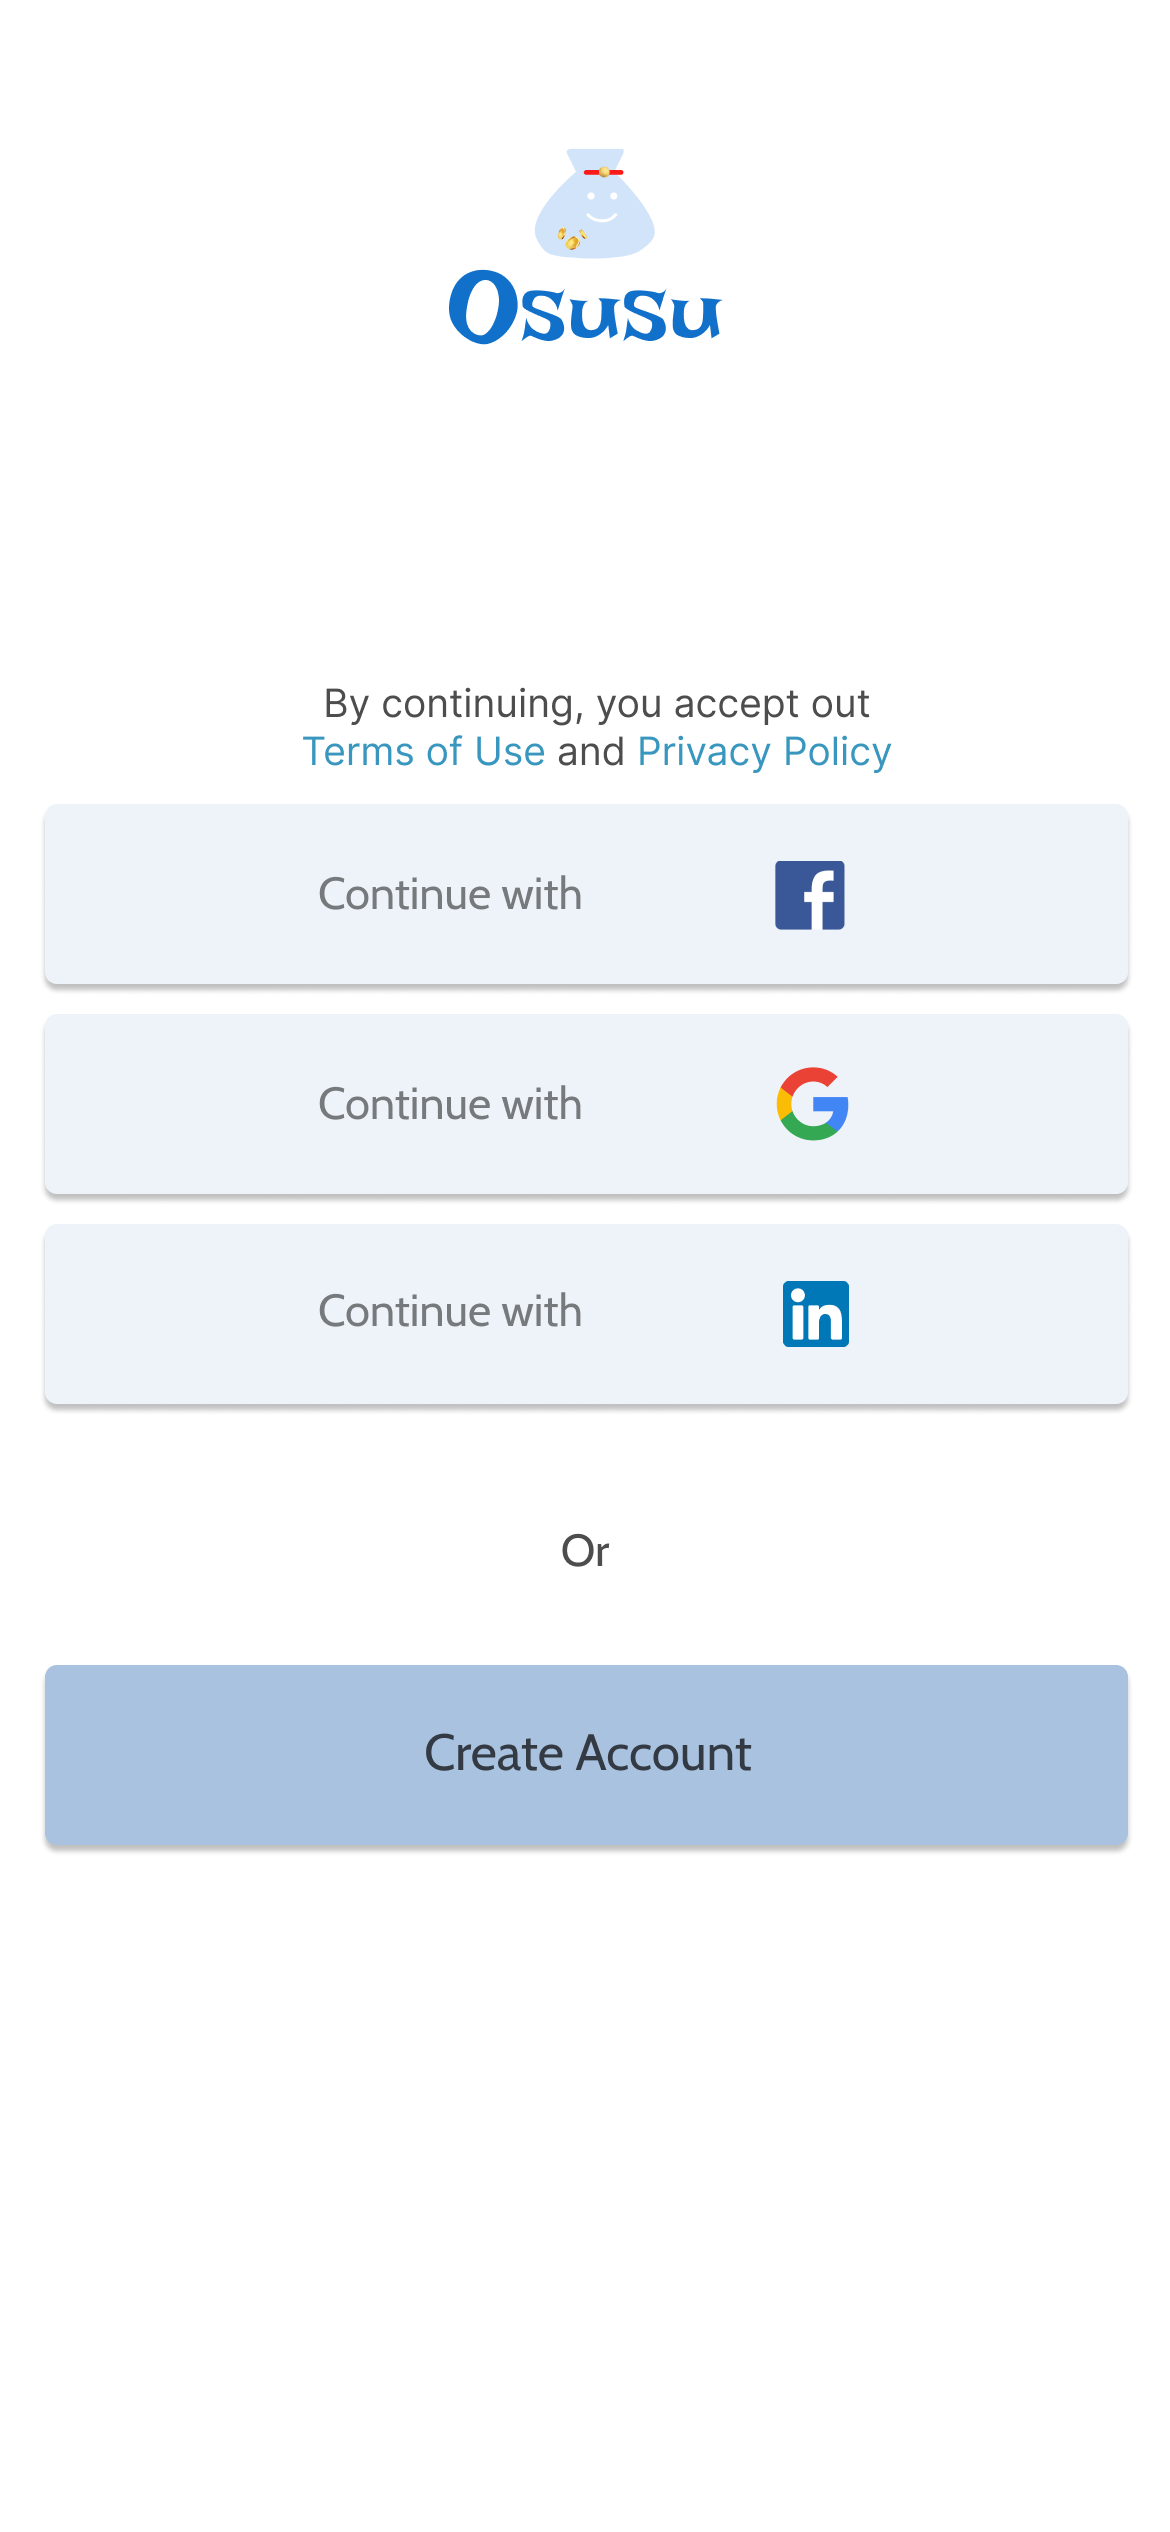 Osusu
By continuing, you accept out
Terms of Use and Privacy Policy
Continue with
Continue with
Continue with
Or
Create Account